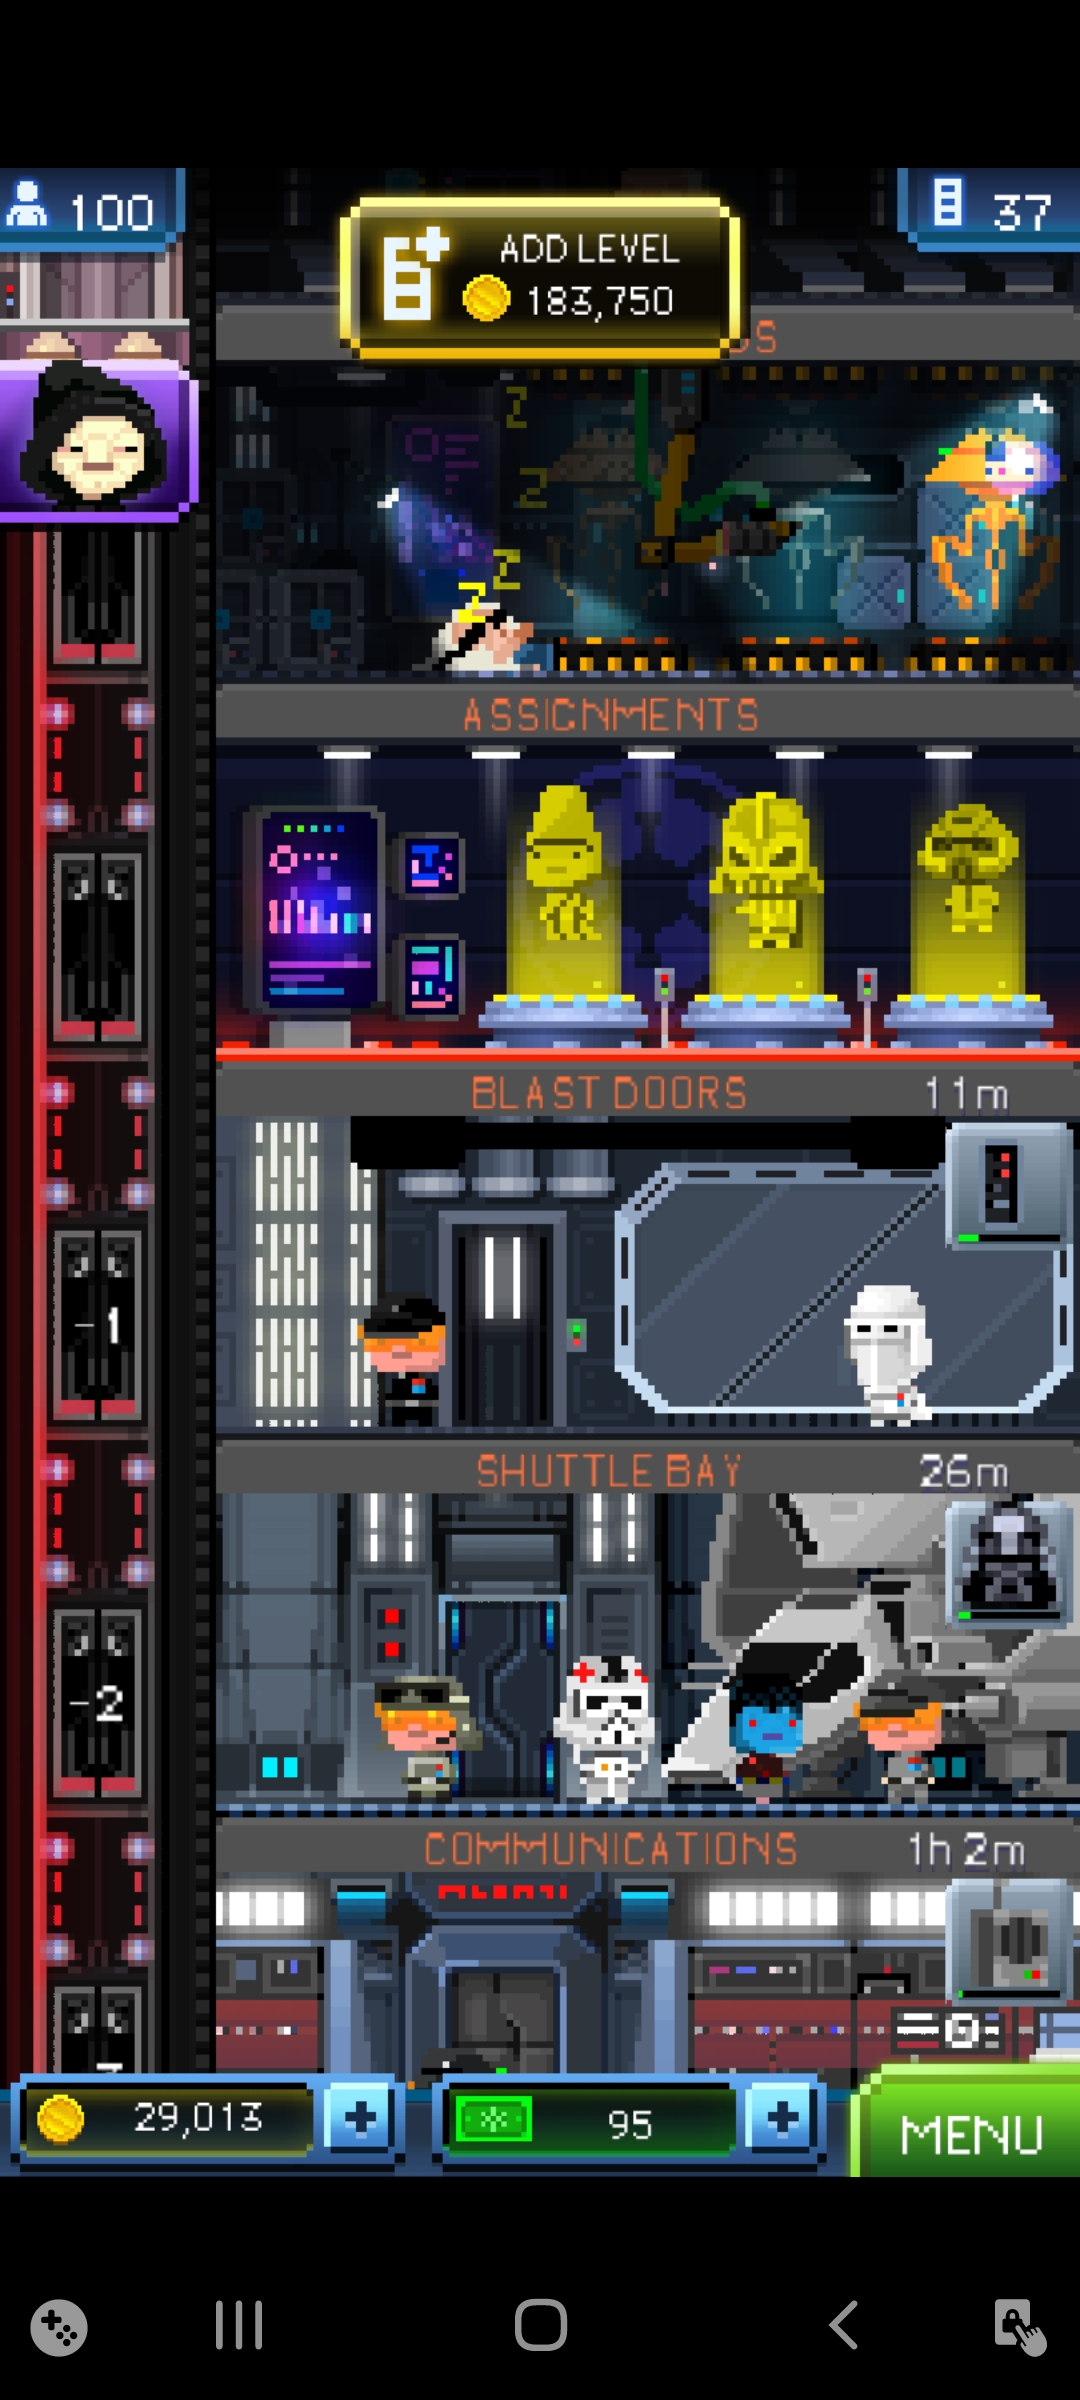 100
ADD LEVEL
183,750
37
DS
Z
Z
Z
Z
ASSIGNMENTS
BLAST DOORS 11m
-1
SHUTTLE BAY 26m
-2
COMMUNICATIONS 1h 2m
29,013 +
95 +
MENU